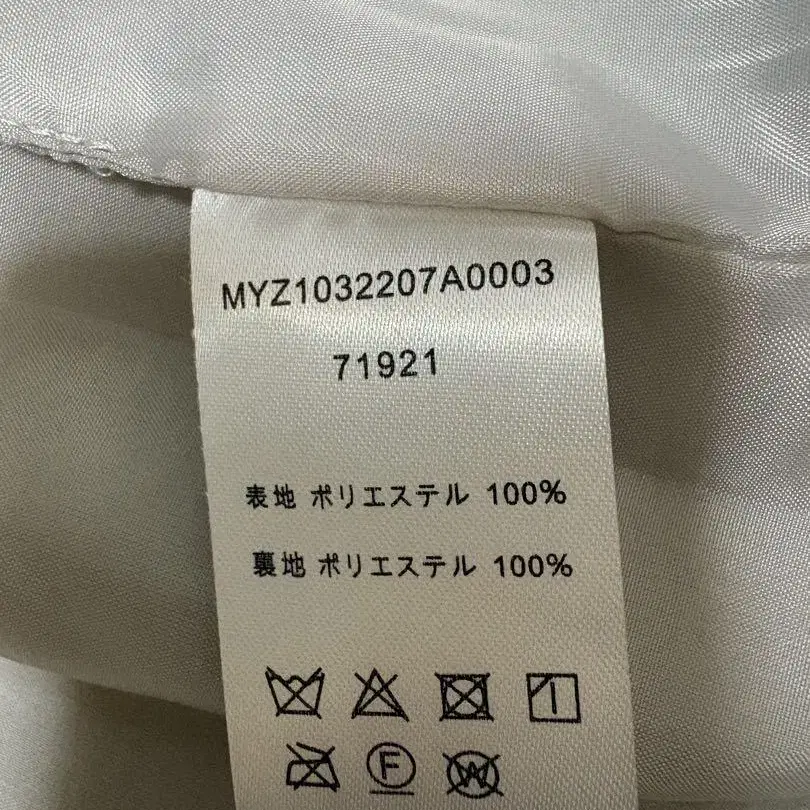 MYZ1032207A0003
71921
表地 ポリエステル 100%
裏地 ポリエステル 100%
F W